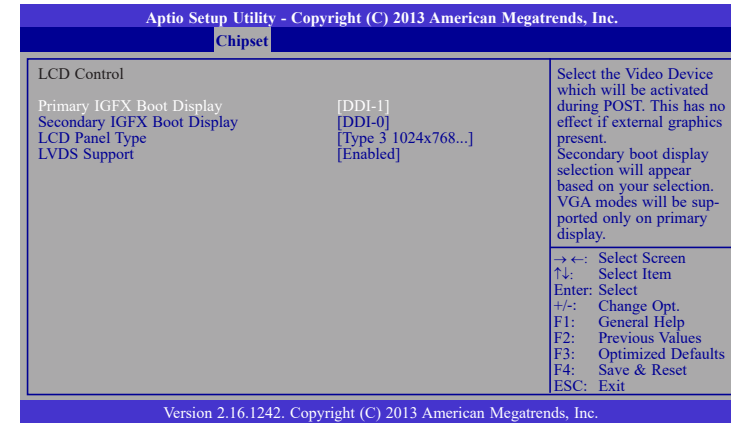 Aptio Setup Utility - Copyright (C) 2013 American Megatrends, Inc.
Chipset
LCD Control
Primary IGFX Boot Display [DDI-1]
Secondary IGFX Boot Display [DDI-0]
LCD Panel Type [Type 3 1024x768...]
LVDS Support [Enabled]
Select the Video Device
which will be activated
during POST. This has no
effect if external graphics
present.
Secondary boot display
selection will appear
based on your selection.
VGA modes will be sup-
ported only on primary
display.
→←: Select Screen
↑↓: Select Item
Enter: Select
+/-: Change Opt.
F1: General Help
F2: Previous Values
F3: Optimized Defaults
F4: Save & Reset
ESC: Exit
Version 2.16.1242. Copyright (C) 2013 American Megatrends, Inc.